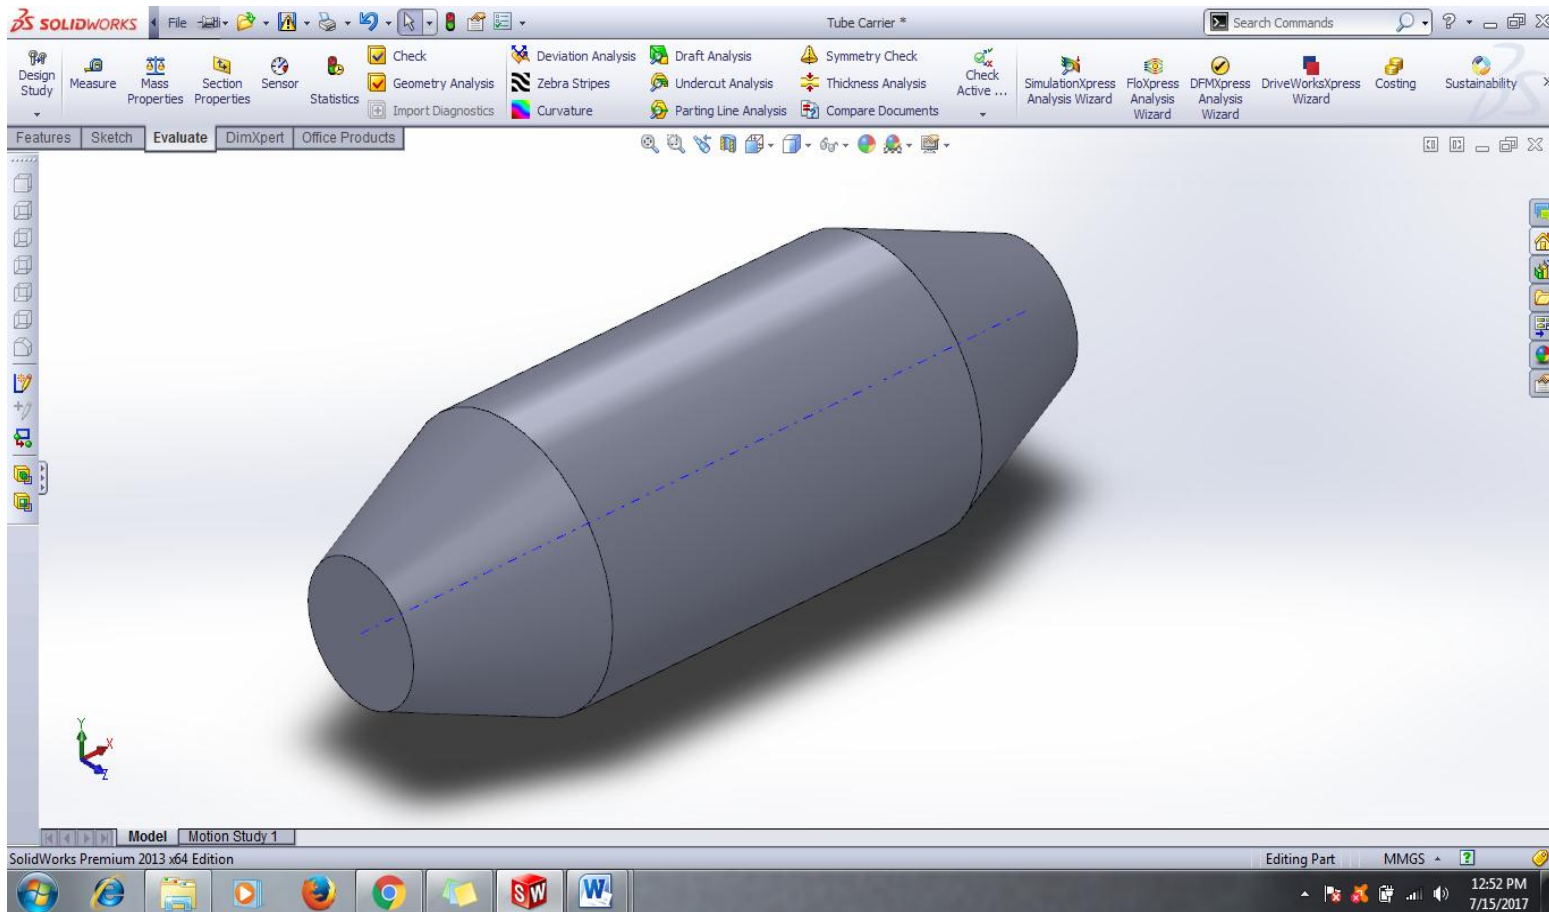 SOLIDWORKS File Tube Carrier * Search Commands
Design Study
Measure
Mass Properties
Section Properties
Sensor
Statistics
Check
Geometry Analysis
Import Diagnostics
Deviation Analysis
Zebra Stripes
Curvature
Draft Analysis
Undercut Analysis
Parting Line Analysis
Symmetry Check
Thickness Analysis
Compare Documents
Check Active ...
SimulationXpress Analysis Wizard
FloXpress Analysis Wizard
DFMXpress Analysis Wizard
DriveWorksXpress Wizard
Costing
Sustainability
Features Sketch Evaluate DimXpert Office Products
Y
X
Z
Model Motion Study 1
SolidWorks Premium 2013 x64 Edition Editing Part MMGS
12:52 PM
7/15/2017